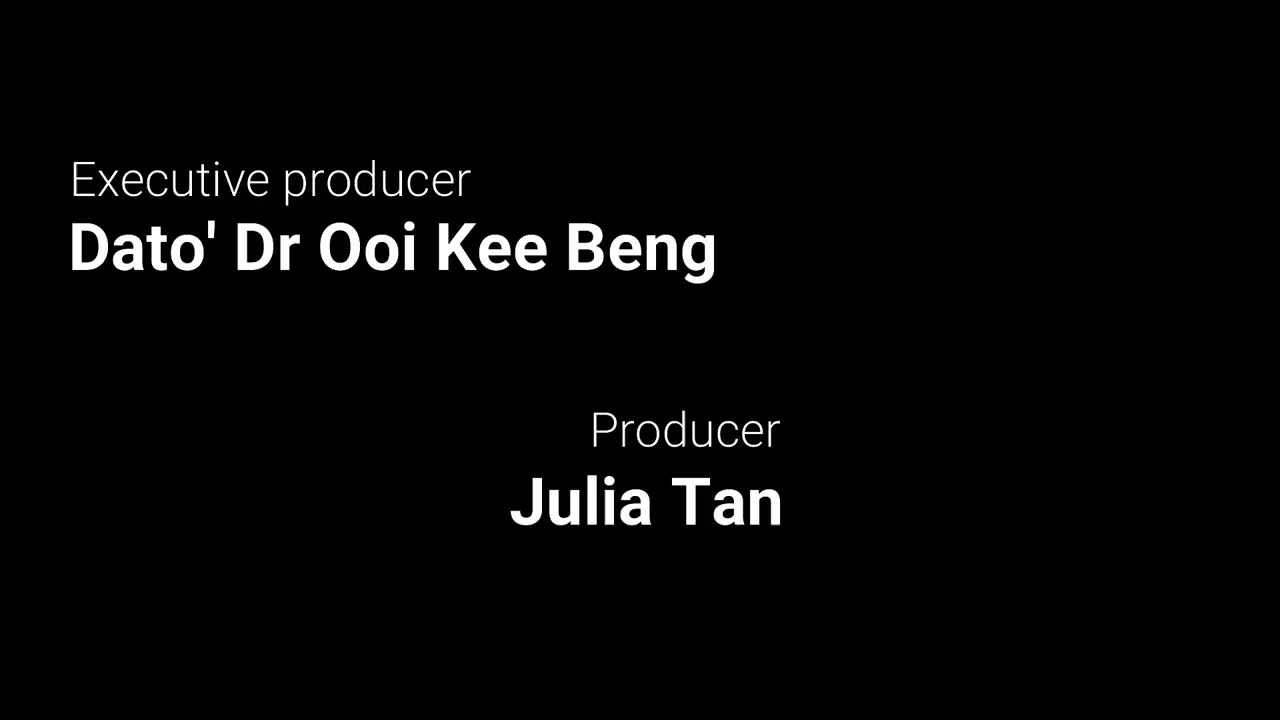 Executive producer
Dato' Dr Ooi Kee Beng
Producer
Julia Tan